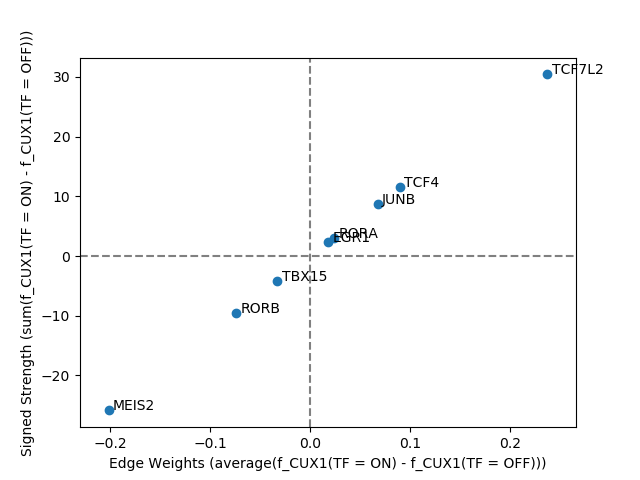 Signed Strength (sum(f_CUX1(TF = ON) - f_CUX1(TF = OFF)))
30
20
10
0
−10
−20
TCF7L2
TCF4
JUNB
RORA
EGR1
TBX15
RORB
MEIS2
−0.2
−0.1
0.0
0.1
0.2
Edge Weights (average(f_CUX1(TF = ON) - f_CUX1(TF = OFF)))